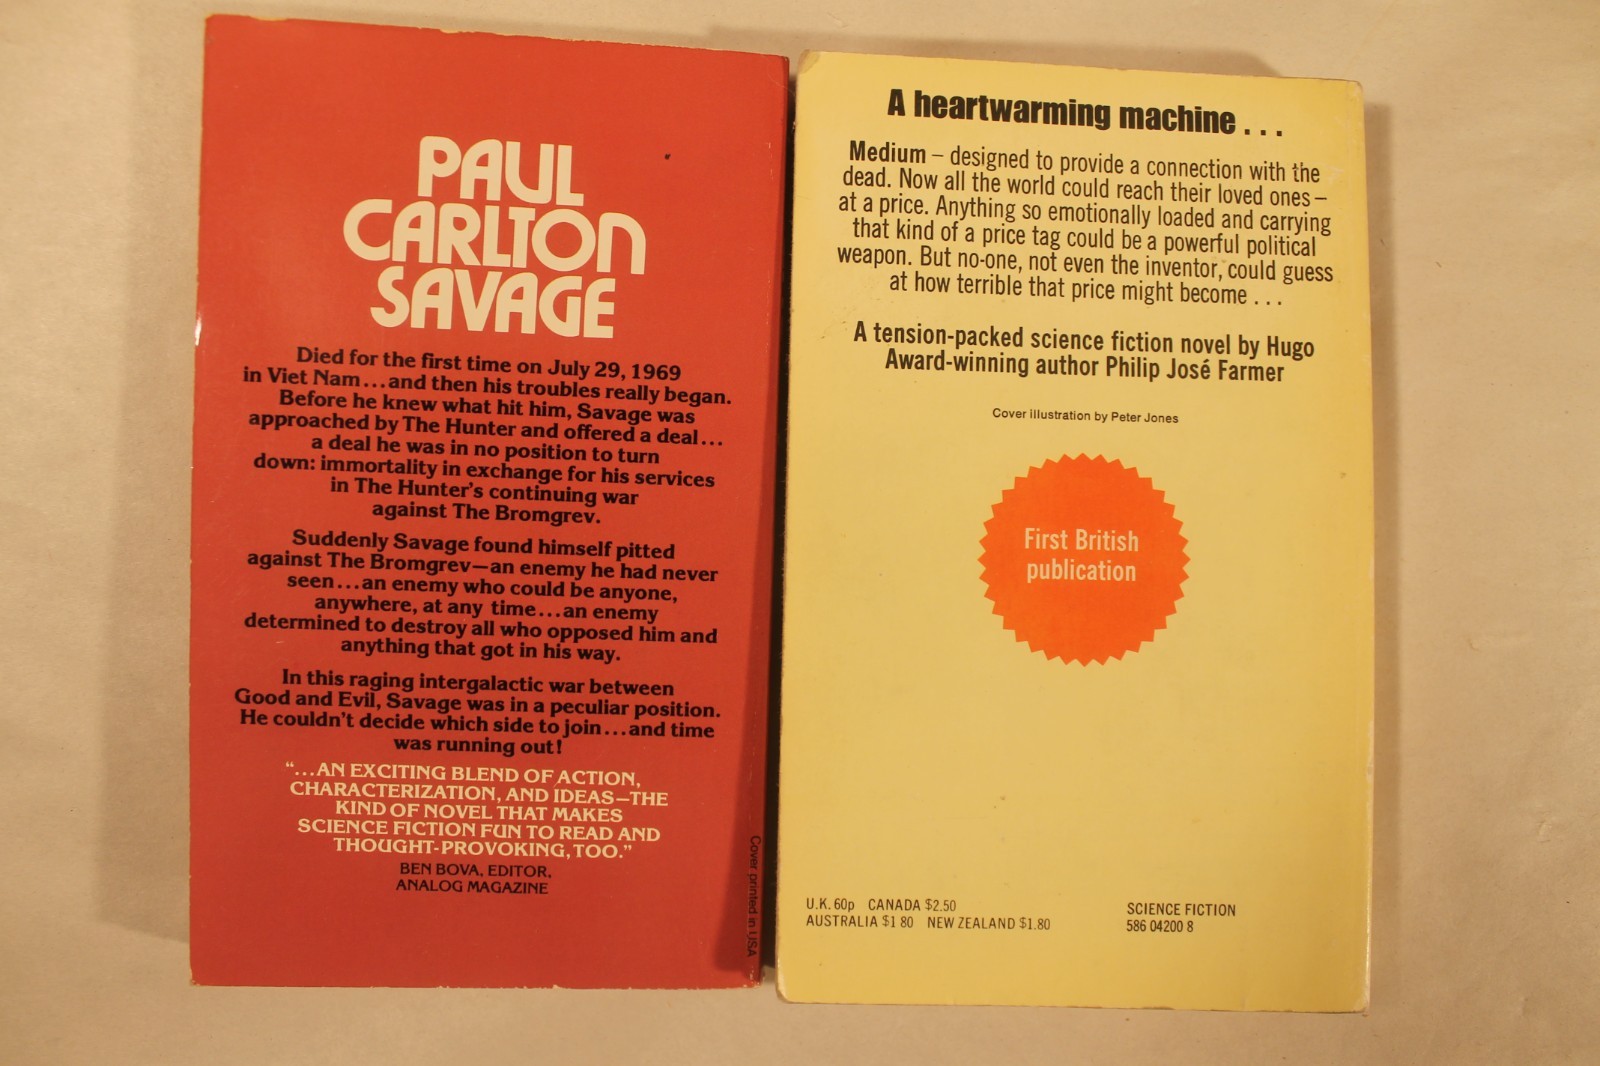 PAUL
CARLTON
SAVAGE
Died for the first time on July 29, 1969
in Viet Nam...and then his troubles really began.
Before he knew what hit him, Savage was
approached by The Hunter and offered a deal...
a deal he was in no position to turn
down: immortality in exchange for his services
in The Hunter's continuing war
against The Bromgrev.
Suddenly Savage found himself pitted
against The Bromgrev—an enemy he had never
seen...an enemy who could be anyone,
anywhere, at any time...an enemy
determined to destroy all who opposed him and
anything that got in his way.
In this raging intergalactic war between
Good and Evil, Savage was in a peculiar position.
He couldn't decide which side to join...and time
was running out!
"...AN EXCITING BLEND OF ACTION,
CHARACTERIZATION, AND IDEAS—THE
KIND OF NOVEL THAT MAKES
SCIENCE FICTION FUN TO READ AND
THOUGHT-PROVOKING, TOO."
BEN BOVA, EDITOR,
ANALOG MAGAZINE
Cover printed in USA
A heartwarming machine...
Medium – designed to provide a connection with the
dead. Now all the world could reach their loved ones –
at a price. Anything so emotionally loaded and carrying
that kind of a price tag could be a powerful political
weapon. But no-one, not even the inventor, could guess
at how terrible that price might become...
A tension-packed science fiction novel by Hugo
Award-winning author Philip José Farmer
Cover illustration by Peter Jones
First British
publication
U.K. 60p CANADA $2.50
AUSTRALIA $1 80 NEW ZEALAND $1.80
SCIENCE FICTION
586 04200 8